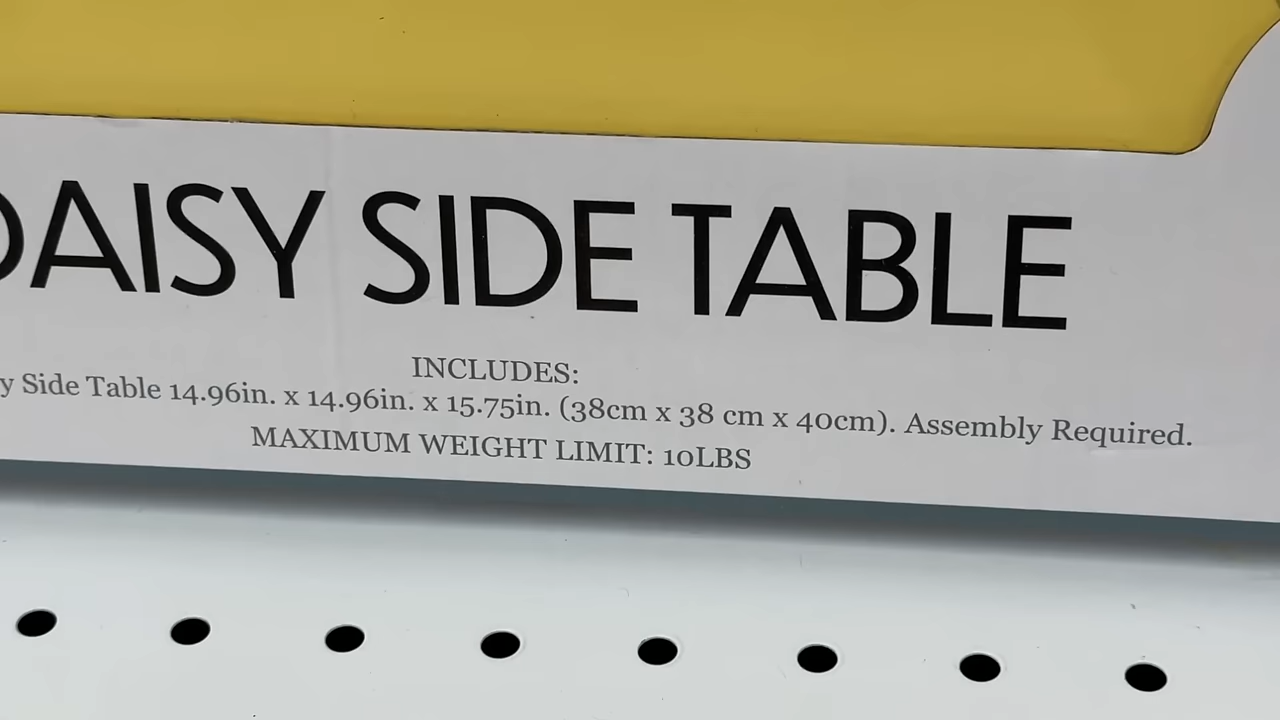 DAISY SIDE TABLE
INCLUDES:
y Side Table 14.96in. x 14.96in. x 15.75in. (38cm x 38 cm x 40cm). Assembly Required.
MAXIMUM WEIGHT LIMIT: 10LBS